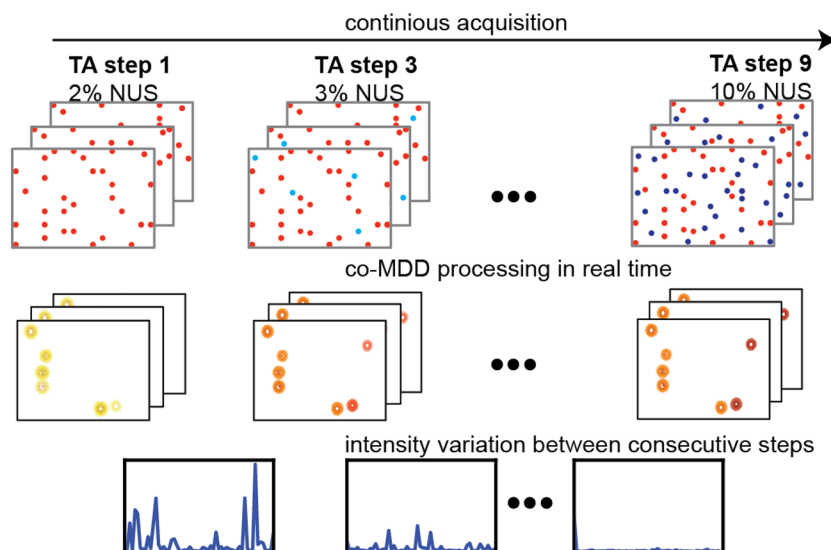 continious acquisition
TA step 1
2% NUS
TA step 3
3% NUS
TA step 9
10% NUS
co-MDD processing in real time
intensity variation between consecutive steps